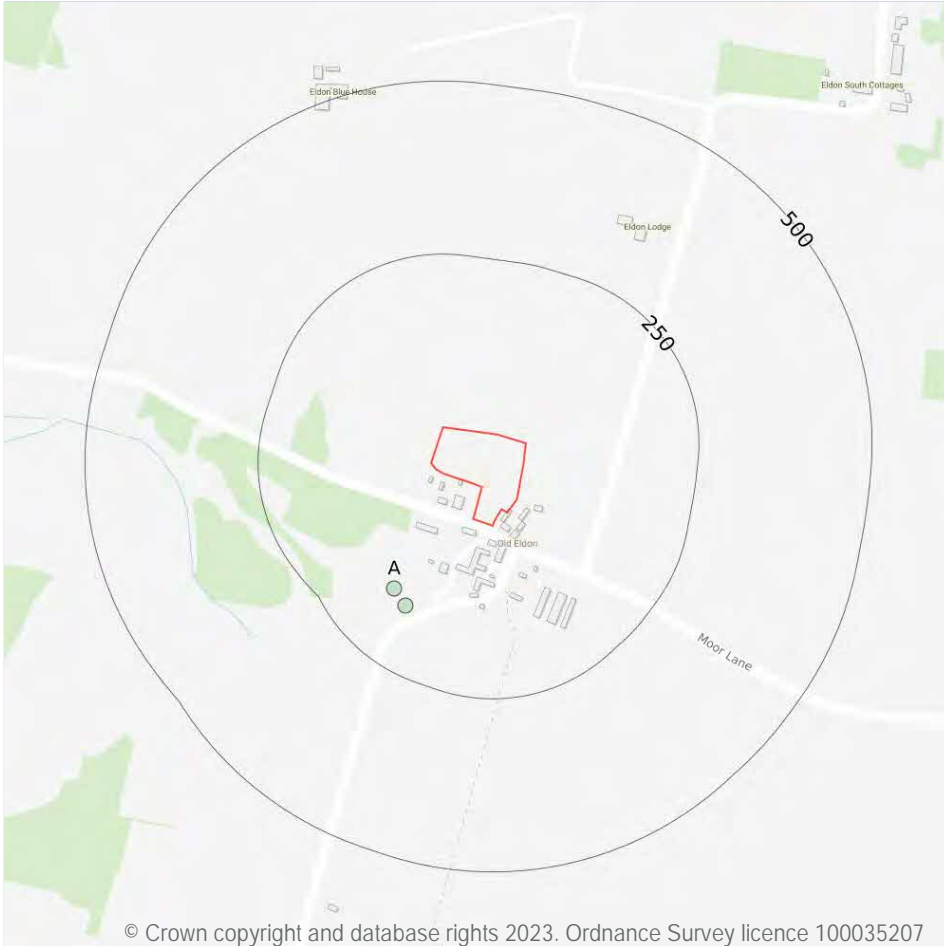 Eldon Blue House
Eldon South Cottages
500
Eldon Lodge
250
Old Eldon
A
Moor Lane
© Crown copyright and database rights 2023. Ordnance Survey licence 100035207